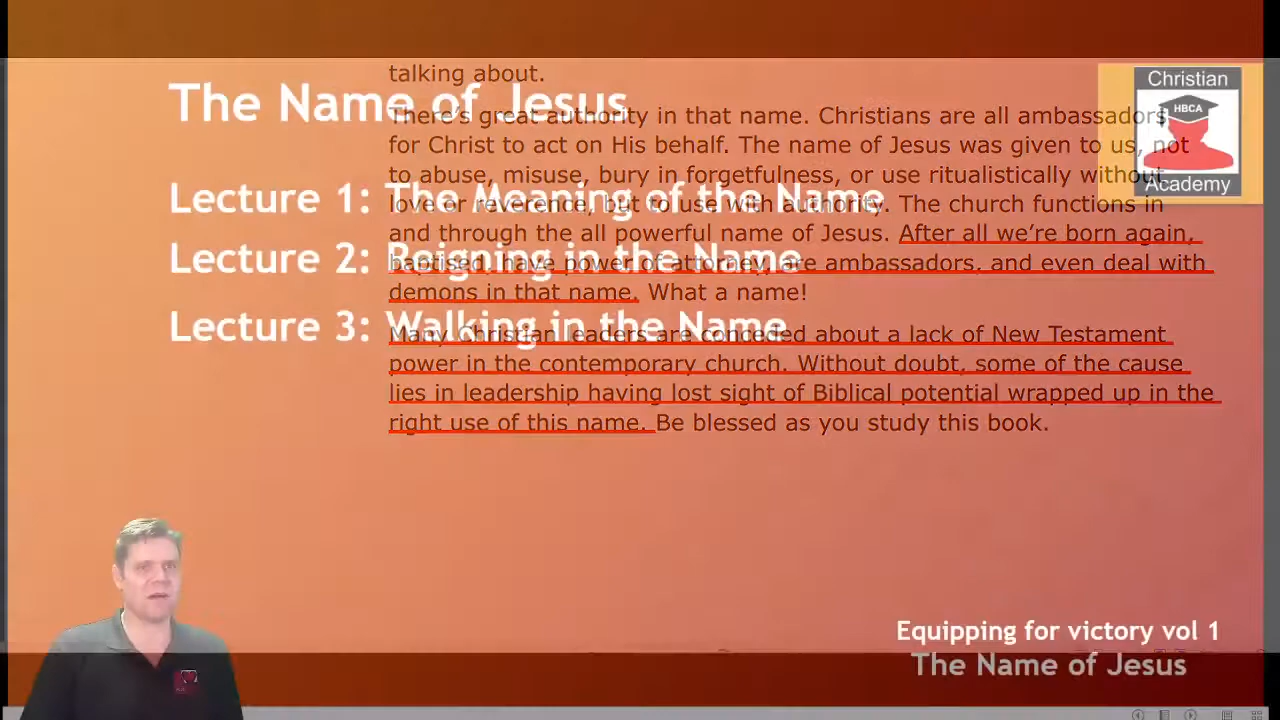 The Name of Jesus
Lecture 1: The Meaning of the Name
Lecture 2: Reigning in the Name
Lecture 3: Walking in the Name
talking about.
There's great authority in that name. Christians are all ambassadors
for Christ to act on His behalf. The name of Jesus was given to us, not
to abuse, misuse, bury in forgetfulness, or use ritualistically without
love or reverence, but to use with authority. The church functions in
and through the all powerful name of Jesus. After all we're born again,
baptised, have power of attorney, are ambassadors, and even deal with
demons in that name. What a name!
Many Christian leaders are conceded about a lack of New Testament
power in the contemporary church. Without doubt, some of the cause
lies in leadership having lost sight of Biblical potential wrapped up in the
right use of this name. Be blessed as you study this book.
Christian
HBCA
Academy
Equipping for victory vol 1
The Name of Jesus